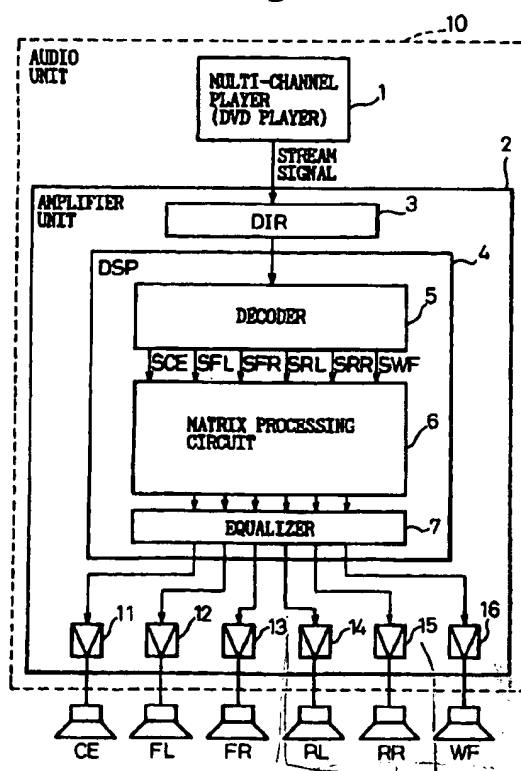 10
AUDIO
UNIT
MULTI-CHANNEL
PLAYER
(DVD PLAYER)
1
STREAM
SIGNAL
2
AMPLIFIER
UNIT
DIR
3
DSP
4
DECODER
5
SCE SFL SFR SRL SRR SWF
MATRIX PROCESSING
CIRCUIT
6
EQUALIZER
7
11 12 13 14 15 16
CE FL FR RL RR WF